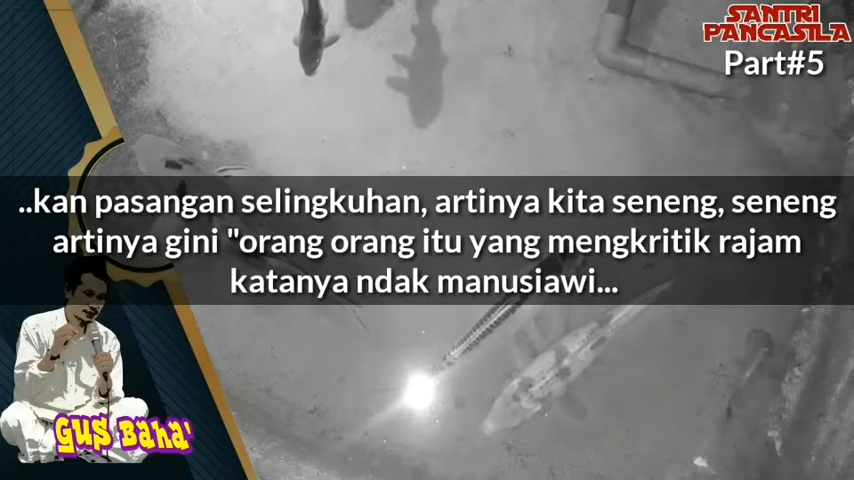 SANTRI
PANCASILA
Part#5
..kan pasangan selingkuhan, artinya kita seneng, seneng
artinya gini "orang orang itu yang mengkritik rajam
katanya ndak manusiawi...
GUS BaHa'